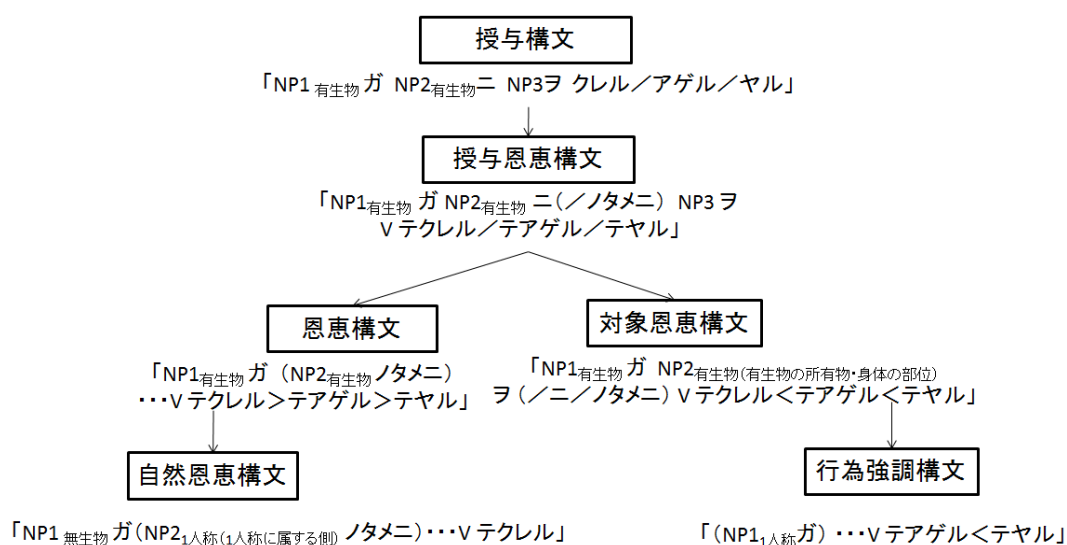 授与構文
「NP1 有生物 ガ NP2有生物ニ NP3ヲ クレル／アゲル／ヤル」
授与恩恵構文
「NP1有生物 ガ NP2有生物 ニ(／ノタメニ) NP3 ヲ
V テクレル／テアゲル／テヤル」
恩恵構文
「NP1有生物 ガ (NP2有生物 ノタメニ)
・・・V テクレル＞テアゲル＞テヤル」
対象恩恵構文
「NP1有生物 ガ NP2有生物(有生物の所有物・身体の部位)
ヲ (／ニ／ノタメニ) V テクレル＜テアゲル＜テヤル」
自然恩恵構文
「NP1 無生物 ガ(NP21人称(1人称に属する側) ノタメニ)・・・V テクレル」
行為強調構文
「(NP11人称ガ) ・・・V テアゲル＜テヤル」